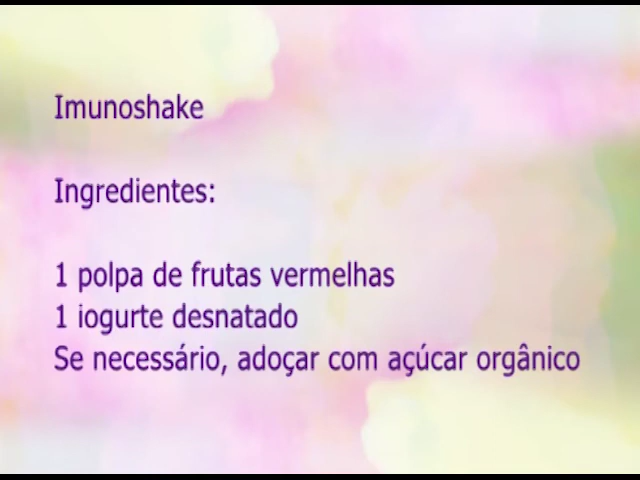 Imunoshake
Ingredientes:
1 polpa de frutas vermelhas
1 iogurte desnatado
Se necessário, adoçar com açúcar orgânico